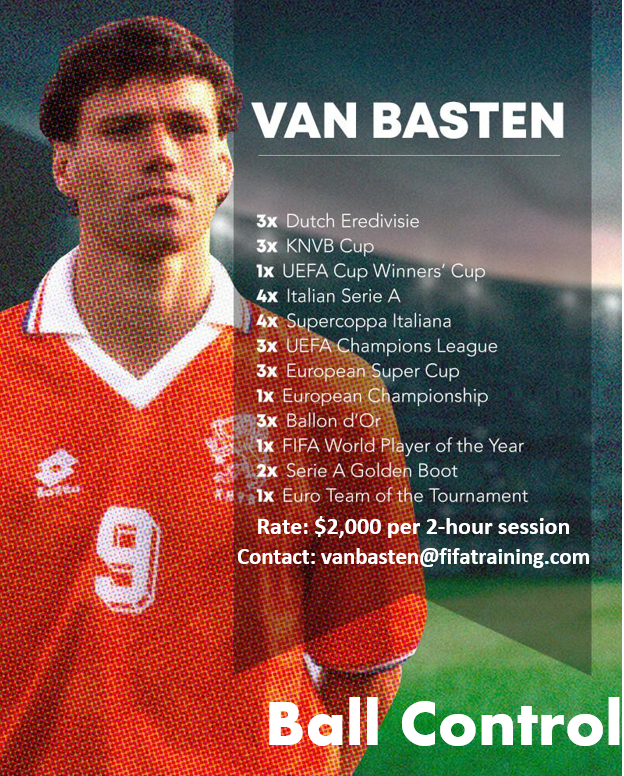 VAN BASTEN
3x Dutch Eredivisie
3x KNVB Cup
1x UEFA Cup Winners' Cup
4x Italian Serie A
4x Supercoppa Italiana
3x UEFA Champions League
3x European Super Cup
1x European Championship
3x Ballon d'Or
1x FIFA World Player of the Year
2x Serie A Golden Boot
1x Euro Team of the Tournament
Rate: $2,000 per 2-hour session
Contact: vanbasten@fifatraining.com
lotto
KNVB
9
Ball Control